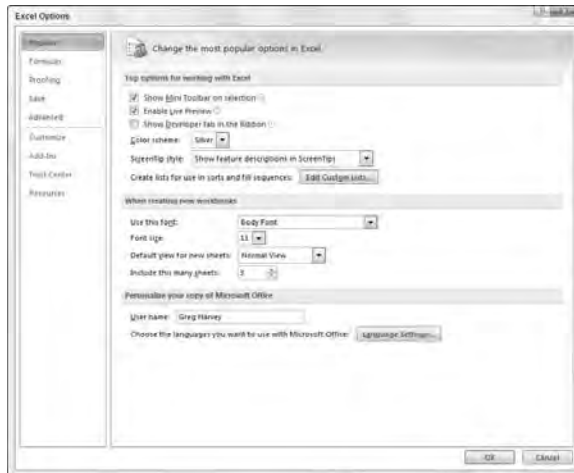 Excel Options
Popular
Formulas
Proofing
Save
Advanced
Customize
Add-Ins
Trust Center
Resources
Change the most popular options in Excel.
Top options for working with Excel
Show Mini Toolbar on selection
Enable Live Preview
Show Developer tab in the Ribbon
Color scheme: Silver
ScreenTip style: Show feature descriptions in ScreenTips
Create lists for use in sorts and fill sequences: Edit Custom Lists...
When creating new workbooks
Use this font: Body Font
Font size: 11
Default view for new sheets: Normal View
Include this many sheets: 3
Personalize your copy of Microsoft Office
User name: Greg Harvey
Choose the languages you want to use with Microsoft Office: Language Settings...
OK Cancel